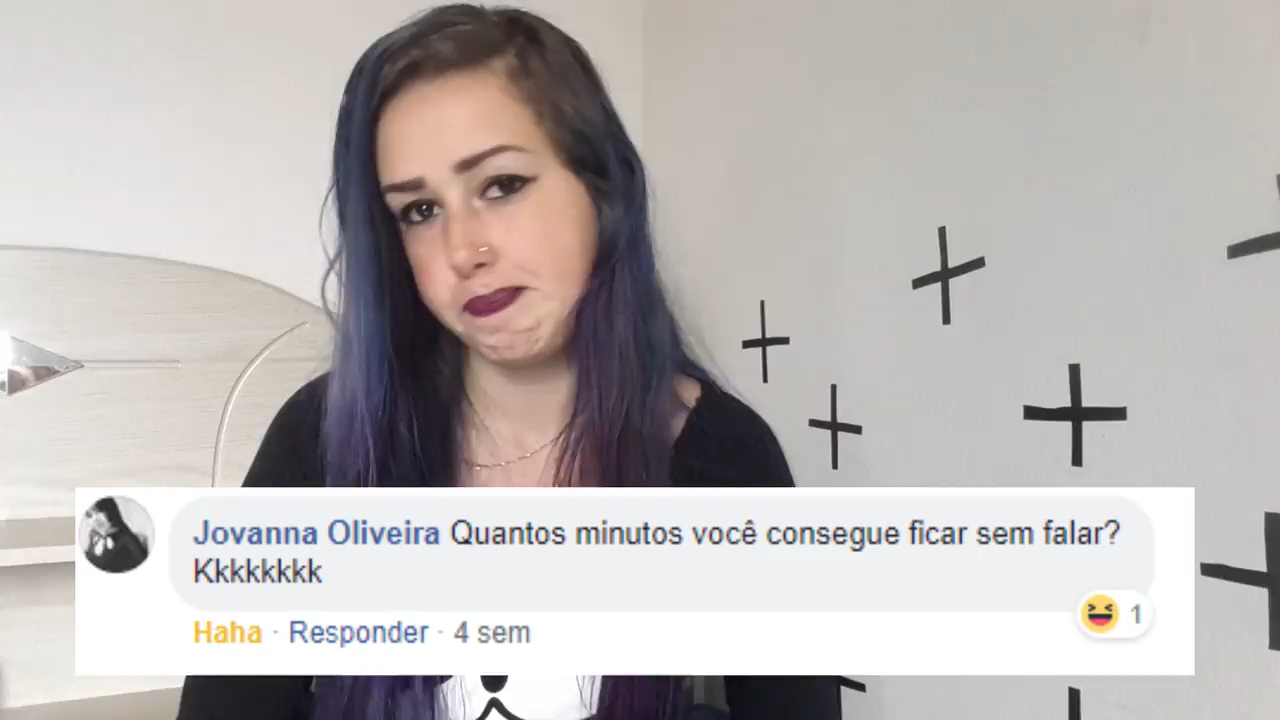 Jovanna Oliveira Quantos minutos você consegue ficar sem falar?
Kkkkkkkk
Haha · Responder · 4 sem
1